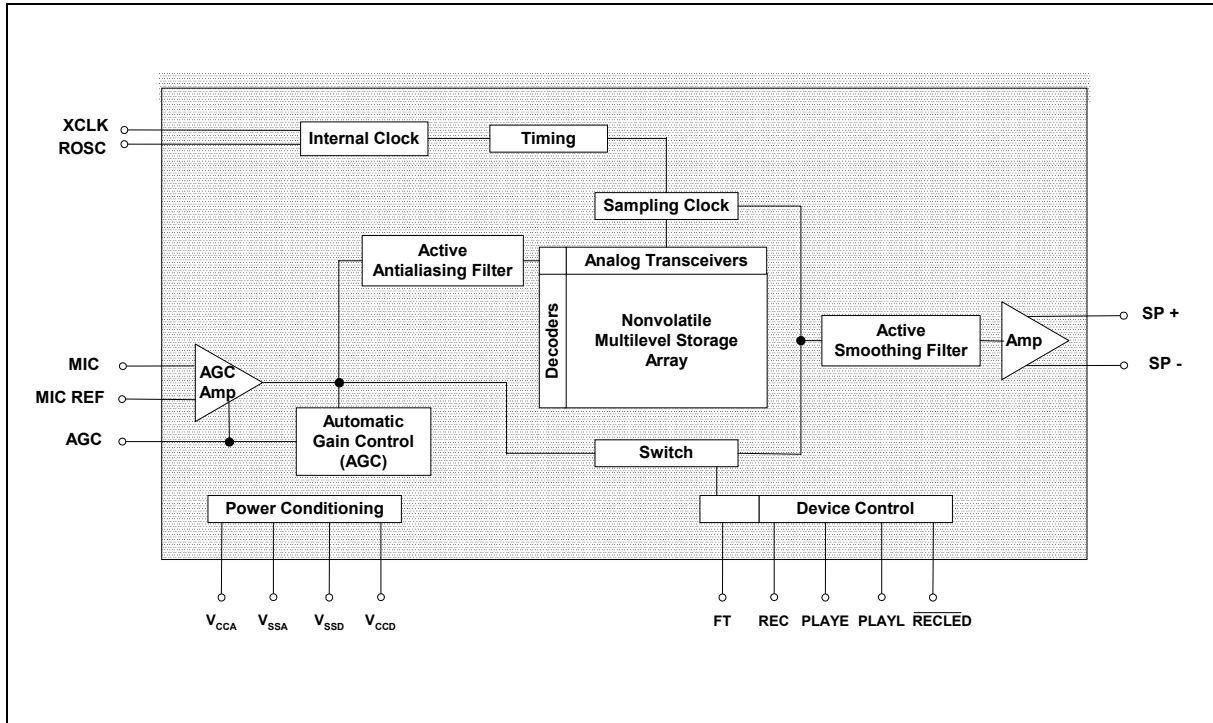 XCLK
ROSC
Internal Clock
Timing
Sampling Clock
Active
Antialiasing Filter
Analog Transceivers
Decoders
Nonvolatile
Multilevel Storage
Array
Active
Smoothing Filter
Amp
SP +
SP -
MIC
MIC REF
AGC
AGC
Amp
Automatic
Gain Control
(AGC)
Switch
Power Conditioning
Device Control
VCCA
VSSA
VSSD
VCCD
FT
REC
PLAYE
PLAYL
R̅E̅C̅L̅E̅D̅